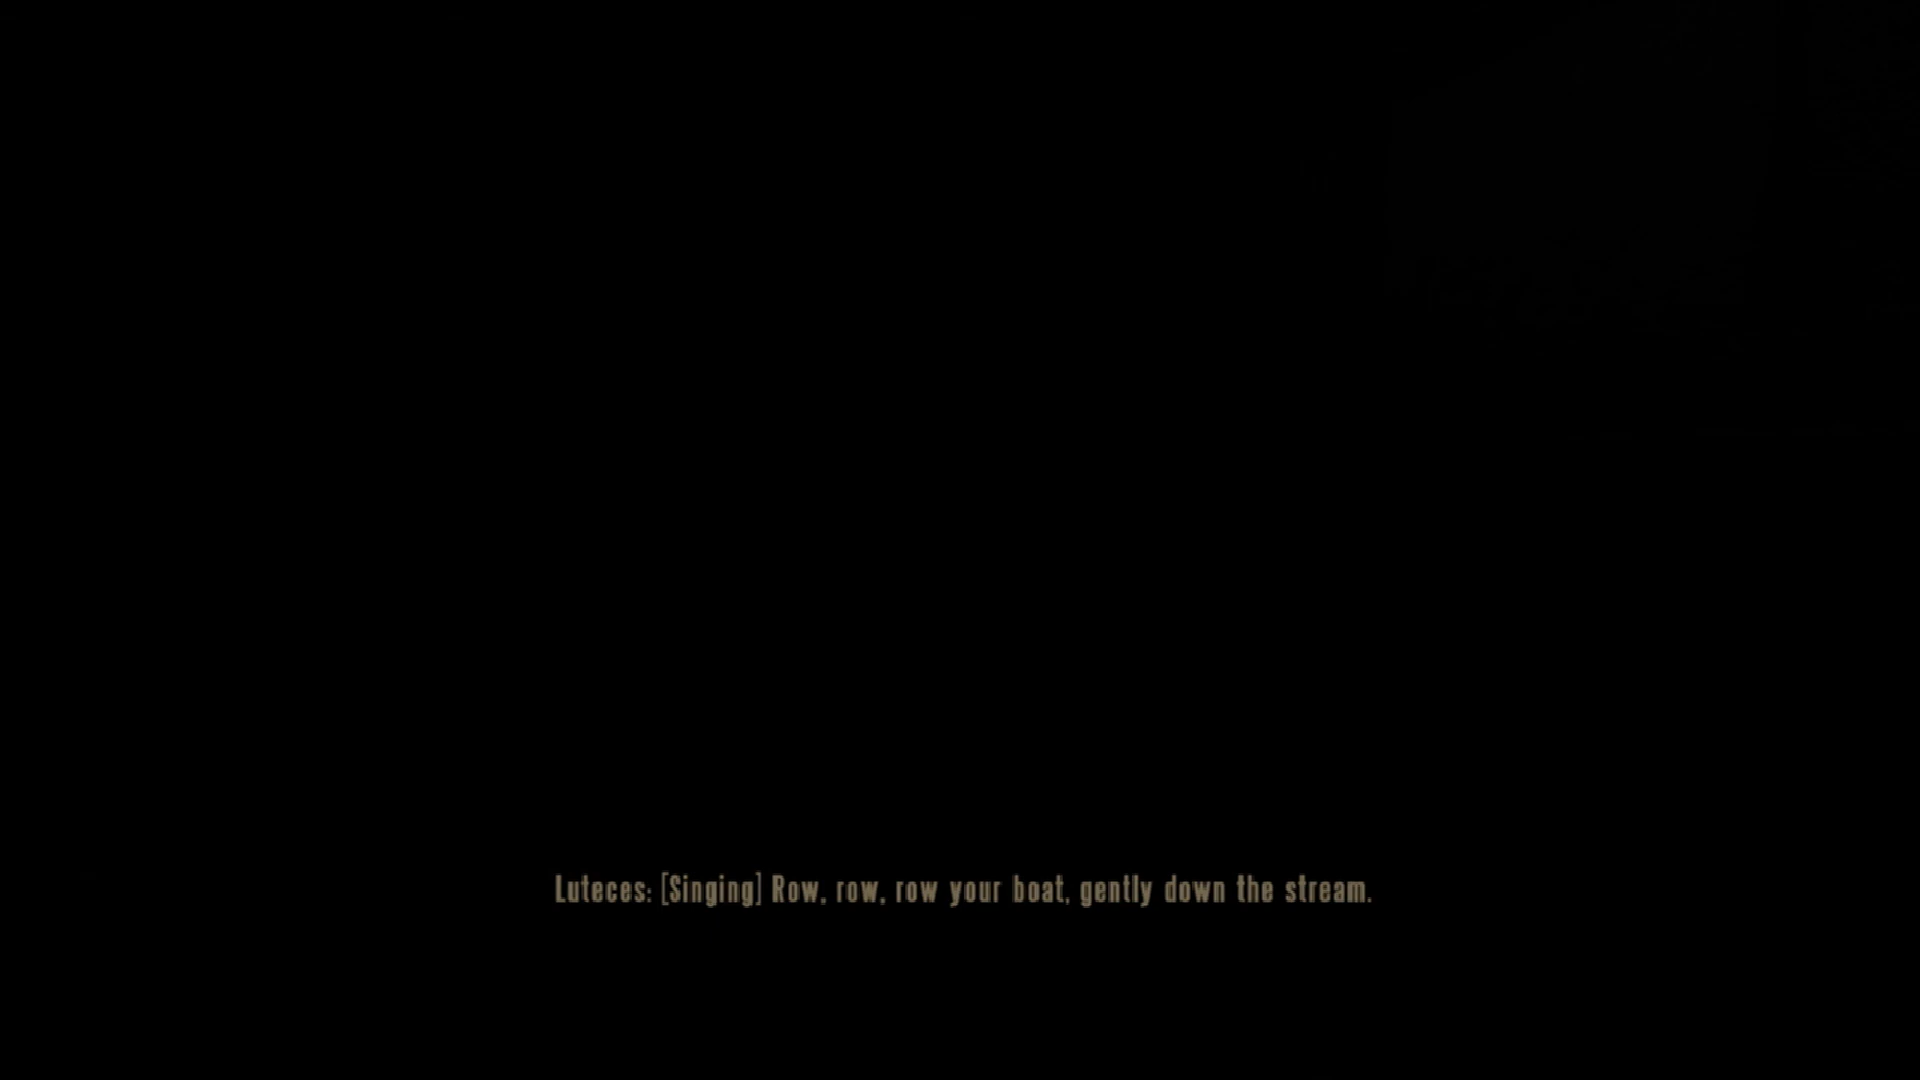 Luteces: [Singing] Row, row, row your boat, gently down the stream.